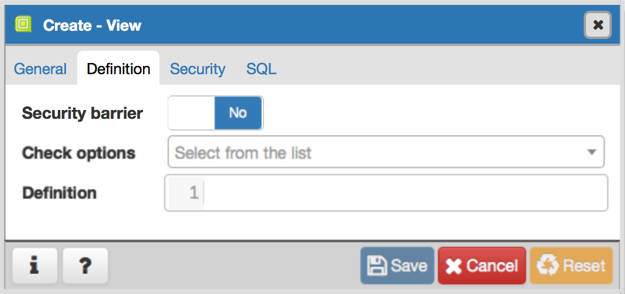 Create - View
General Definition Security SQL
Security barrier No
Check options Select from the list
Definition 1
i ? Save Cancel Reset